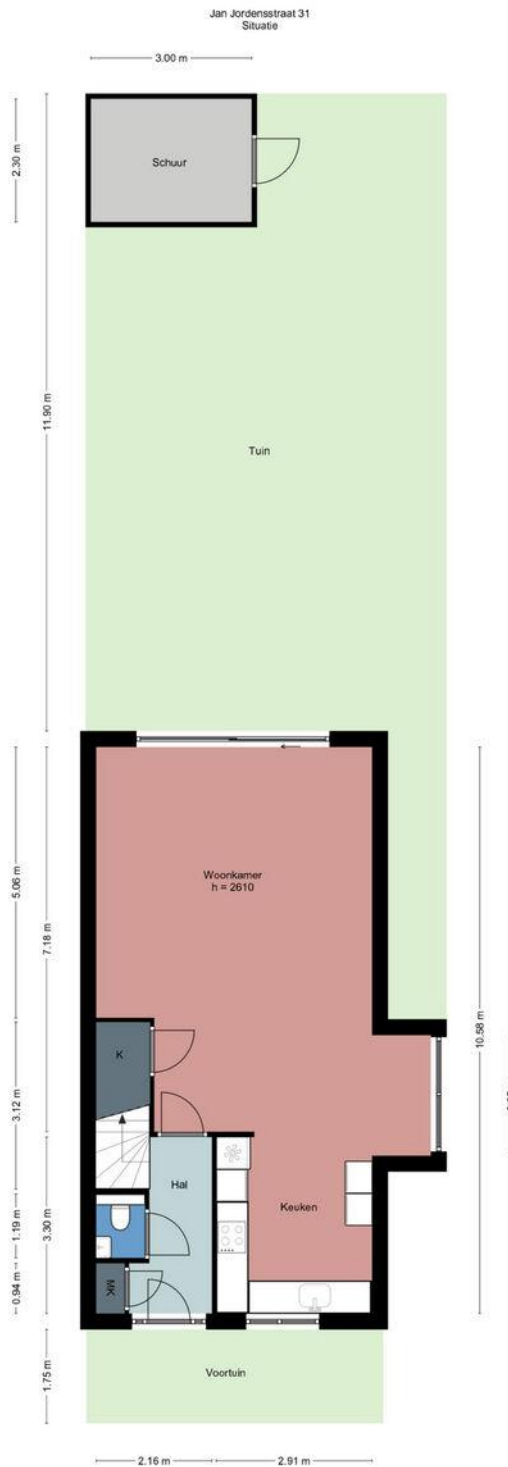 Jan Jordensstraat 31
Situatie
3.00 m
2.30 m
Schuur
11.90 m
Tuin
Woonkamer
h = 2610
5.06 m
7.18 m
10.58 m
K
3.12 m
Hal
Keuken
1.19 m
3.30 m
MK
0.94 m
1.75 m
Voortuin
2.16 m
2.91 m